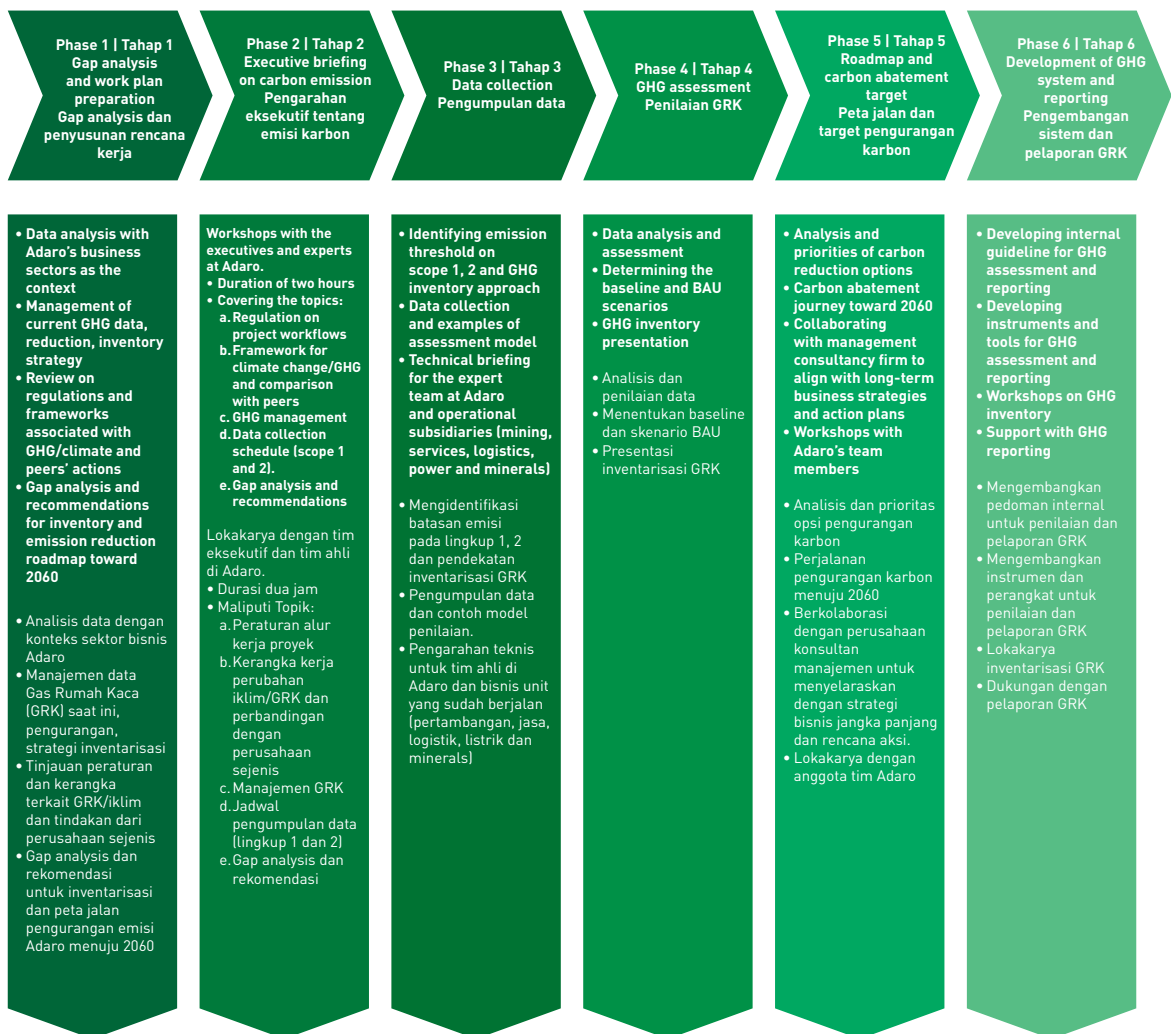 Phase 1 | Tahap 1
Gap analysis
and work plan
preparation
Gap analysis dan
penyusunan rencana
kerja
Phase 2 | Tahap 2
Executive briefing
on carbon emission
Pengarahan
eksekutif tentang
emisi karbon
Phase 3 | Tahap 3
Data collection
Pengumpulan data
Phase 4 | Tahap 4
GHG assessment
Penilaian GRK
Phase 5 | Tahap 5
Roadmap and
carbon abatement
target
Peta jalan dan
target pengurangan
karbon
Phase 6 | Tahap 6
Development of GHG
system and
reporting
Pengembangan
sistem dan
pelaporan GRK
• Data analysis with
Adaro's business
sectors as the
context
• Management of
current GHG data,
reduction, inventory
strategy
• Review on
regulations and
frameworks
associated with
GHG/climate and
peers' actions
• Gap analysis and
recommendations
for inventory and
emission reduction
roadmap toward
2060
• Analisis data dengan
konteks sektor bisnis
Adaro
• Manajemen data
Gas Rumah Kaca
(GRK) saat ini,
pengurangan,
strategi inventarisasi
• Tinjauan peraturan
dan kerangka
terkait GRK/iklim
dan tindakan dari
perusahaan sejenis
• Gap analysis dan
rekomendasi
untuk inventarisasi
dan peta jalan
pengurangan emisi
Adaro menuju 2060
Workshops with the
executives and experts
at Adaro.
• Duration of two hours
• Covering the topics:
a. Regulation on
project workflows
b. Framework for
climate change/GHG
and comparison
with peers
c. GHG management
d. Data collection
schedule (scope 1
and 2).
e. Gap analysis and
recommendations
Lokakarya dengan tim
eksekutif dan tim ahli
di Adaro.
• Durasi dua jam
• Maliputi Topik:
a. Peraturan alur
kerja proyek
b. Kerangka kerja
perubahan
iklim/GRK dan
perbandingan
dengan
perusahaan
sejenis
c. Manajemen GRK
d. Jadwal
pengumpulan data
(lingkup 1 dan 2)
e. Gap analysis dan
rekomendasi
• Identifying emission
threshold on
scope 1, 2 and GHG
inventory approach
• Data collection
and examples of
assessment model
• Technical briefing
for the expert
team at Adaro
and operational
subsidiaries (mining,
services, logistics,
power and minerals)
• Mengidentifikasi
batasan emisi
pada lingkup 1, 2
dan pendekatan
inventarisasi GRK
• Pengumpulan data
dan contoh model
penilaian.
• Pengarahan teknis
untuk tim ahli di
Adaro dan bisnis unit
yang sudah berjalan
(pertambangan, jasa,
logistik, listrik dan
minerals)
• Data analysis and
assessment
• Determining the
baseline and BAU
scenarios
• GHG inventory
presentation
• Analisis dan
penilaian data
• Menentukan baseline
dan skenario BAU
• Presentasi
inventarisasi GRK
• Analysis and
priorities of carbon
reduction options
• Carbon abatement
journey toward 2060
• Collaborating
with management
consultancy firm to
align with long-term
business strategies
and action plans
• Workshops with
Adaro's team
members
• Analisis dan prioritas
opsi pengurangan
karbon
• Perjalanan
pengurangan karbon
menuju 2060
• Berkolaborasi
dengan perusahaan
konsultan
manajemen untuk
menyelaraskan
dengan strategi
bisnis jangka panjang
dan rencana aksi.
• Lokakarya dengan
anggota tim Adaro
• Developing internal
guideline for GHG
assessment and
reporting
• Developing
instruments and
tools for GHG
assessment and
reporting
• Workshops on GHG
inventory
• Support with GHG
reporting
• Mengembangkan
pedoman internal
untuk penilaian dan
pelaporan GRK
• Mengembangkan
instrumen dan
perangkat untuk
penilaian dan
pelaporan GRK
• Lokakarya
inventarisasi GRK
• Dukungan dengan
pelaporan GRK